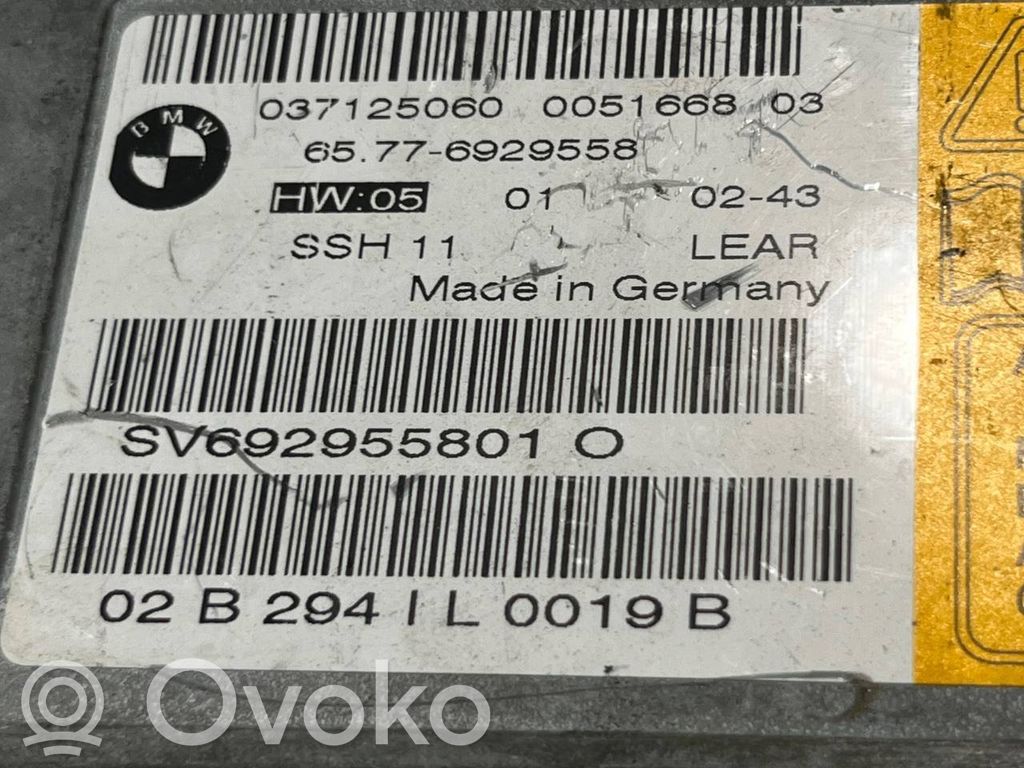 037125060 0051668 03
BMW
65.77-6929558
HW:05 01 02-43
SSH 11 LEAR
Made in Germany
SV692955801 O
02 B 294 I L 0019 B
Ovoko